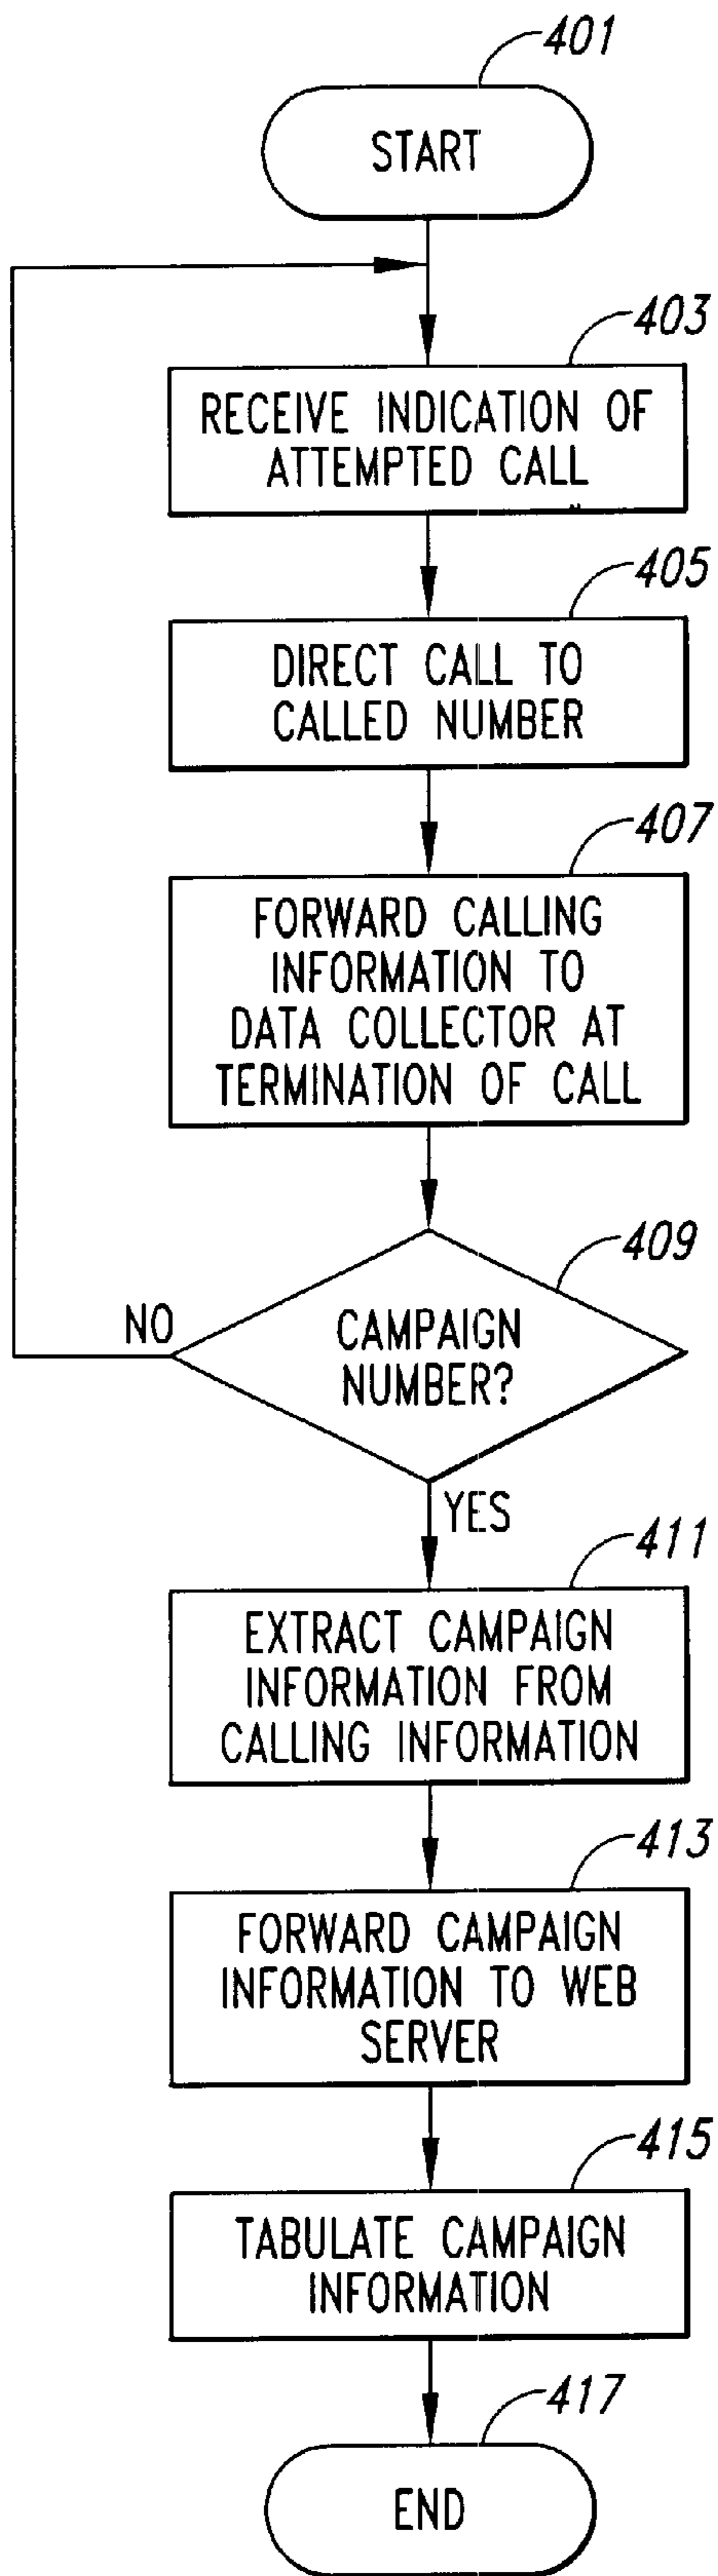 401
START
403
RECEIVE INDICATION OF
ATTEMPTED CALL
405
DIRECT CALL TO
CALLED NUMBER
407
FORWARD CALLING
INFORMATION TO
DATA COLLECTOR AT
TERMINATION OF CALL
409
NO
CAMPAIGN
NUMBER?
YES
411
EXTRACT CAMPAIGN
INFORMATION FROM
CALLING INFORMATION
413
FORWARD CAMPAIGN
INFORMATION TO WEB
SERVER
415
TABULATE CAMPAIGN
INFORMATION
417
END